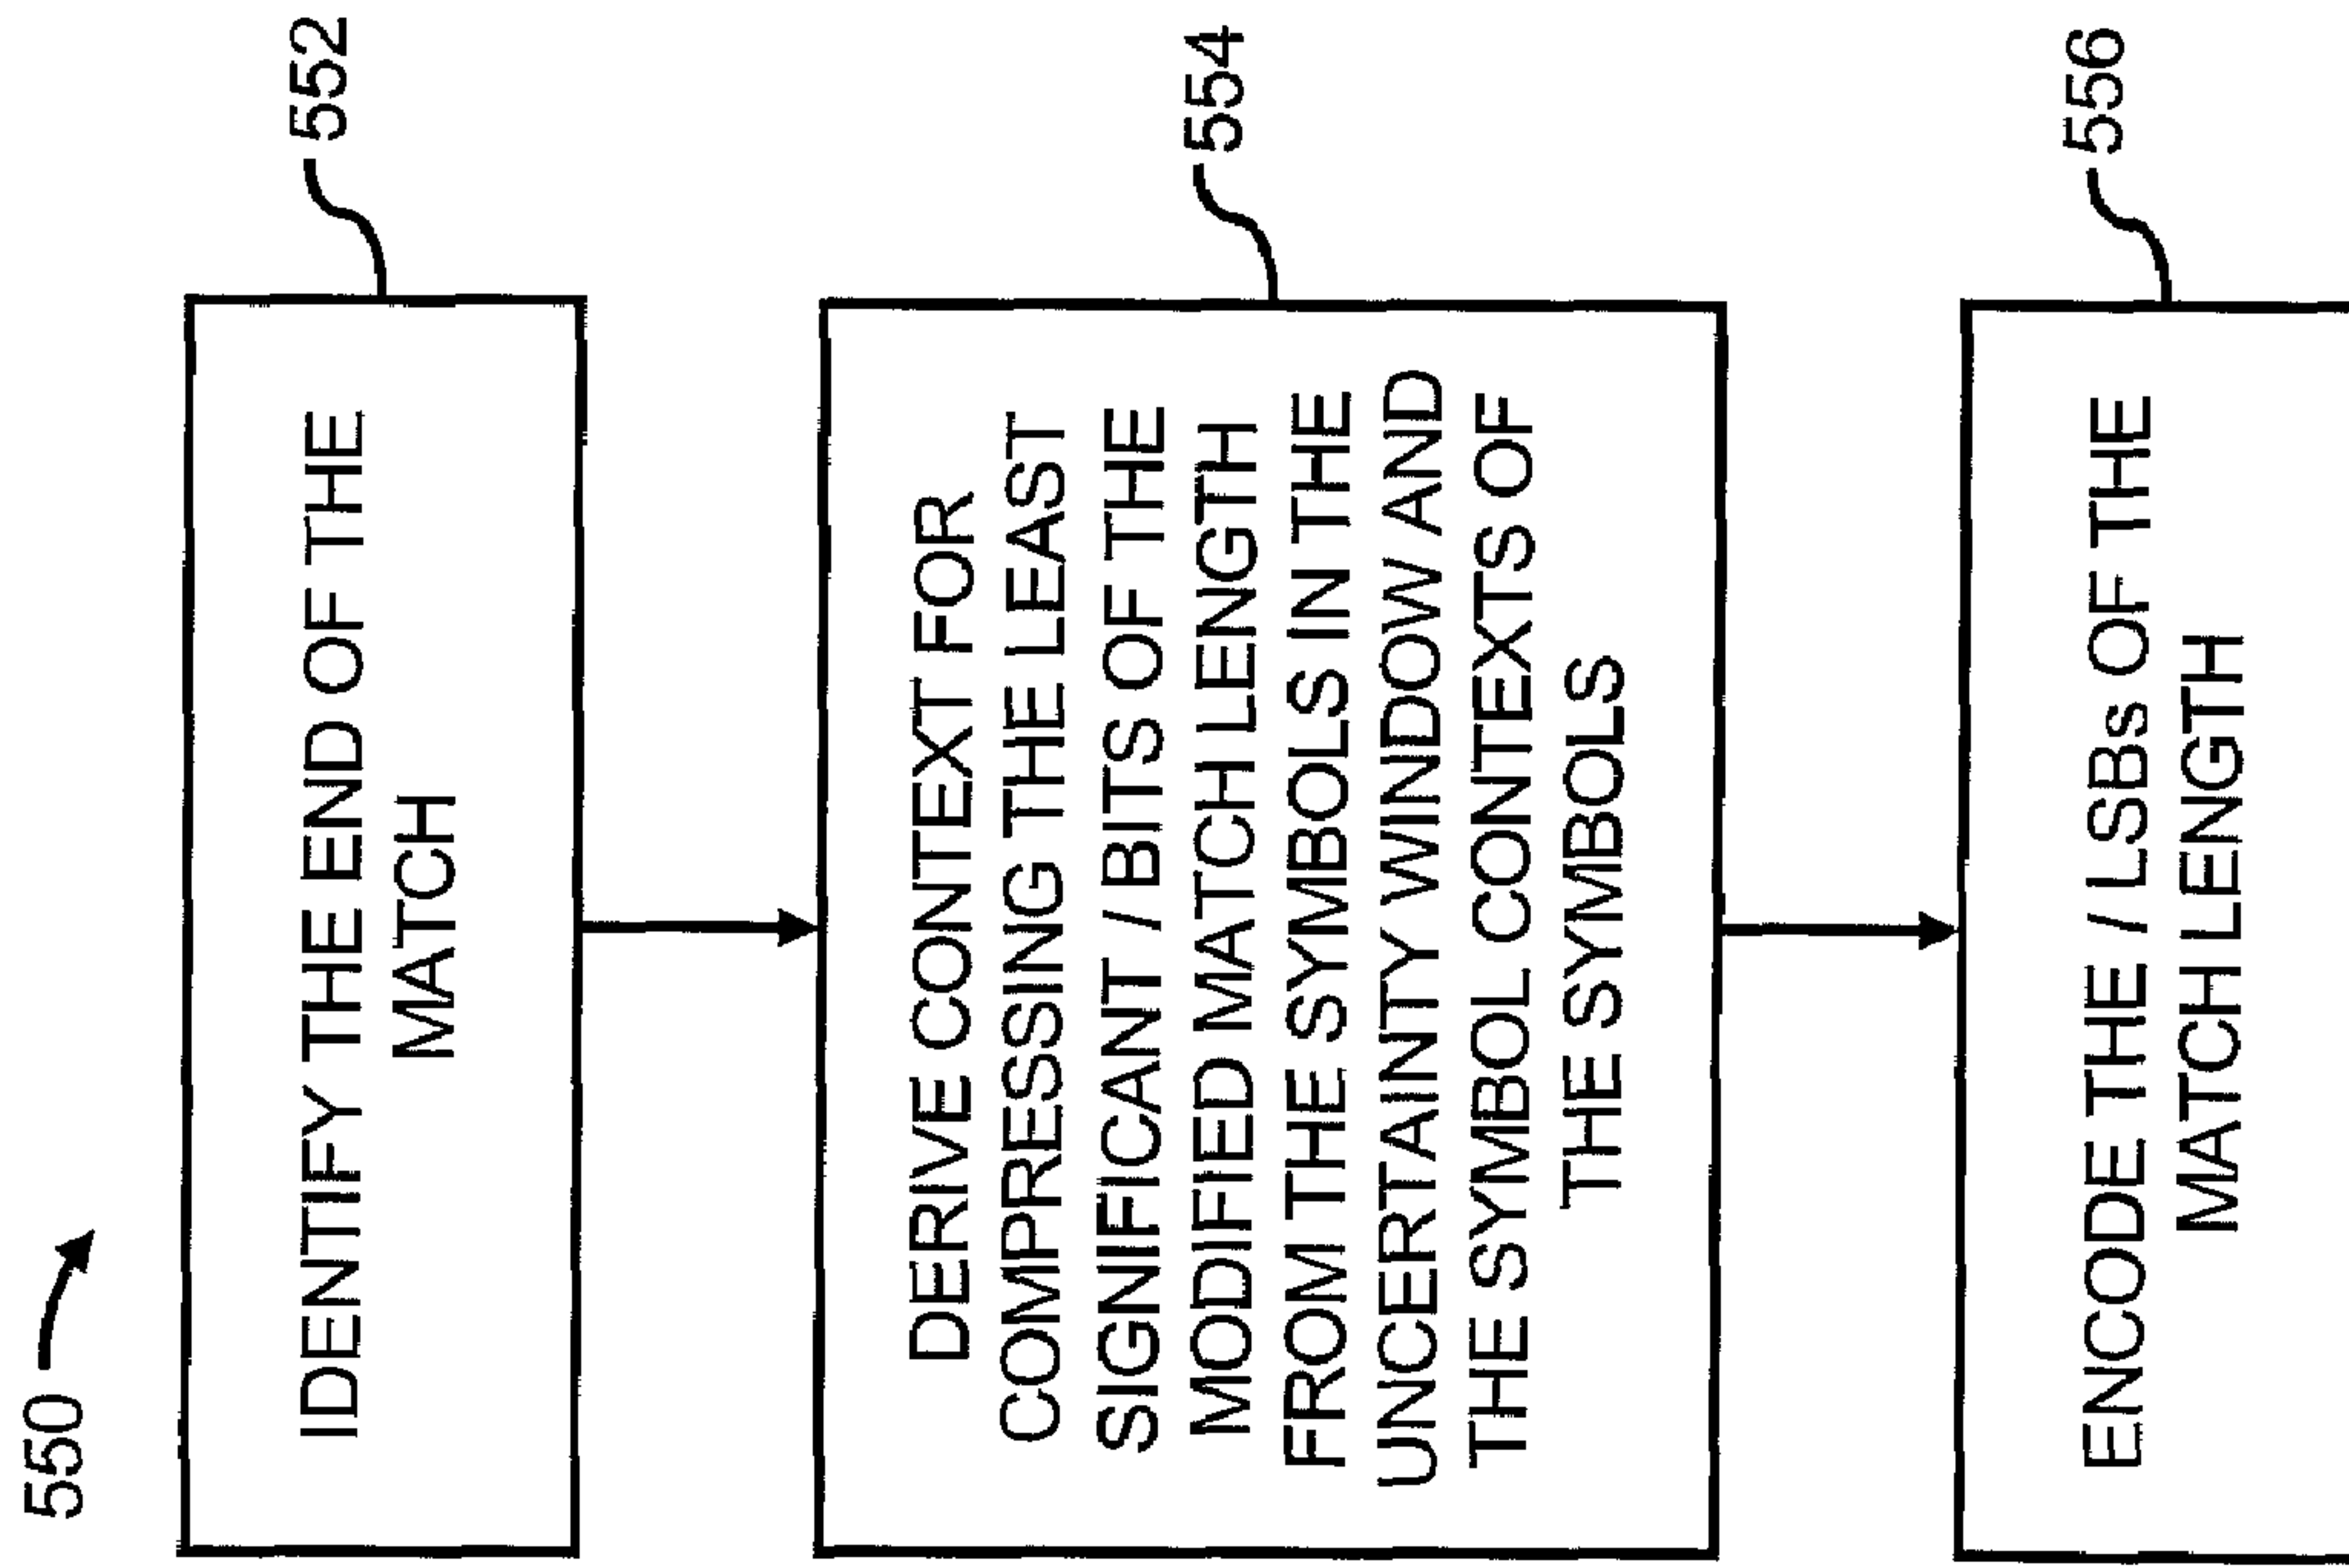 550
IDENTIFY THE END OF THE
MATCH
552
DERIVE CONTEXT FOR
COMPRESSING THE LEAST
SIGNIFICANT l BITS OF THE
MODIFIED MATCH LENGTH
FROM THE SYMBOLS IN THE
UNCERTAINTY WINDOW AND
THE SYMBOL CONTEXTS OF
THE SYMBOLS
554
ENCODE THE l LSBs OF THE
MATCH LENGTH
556